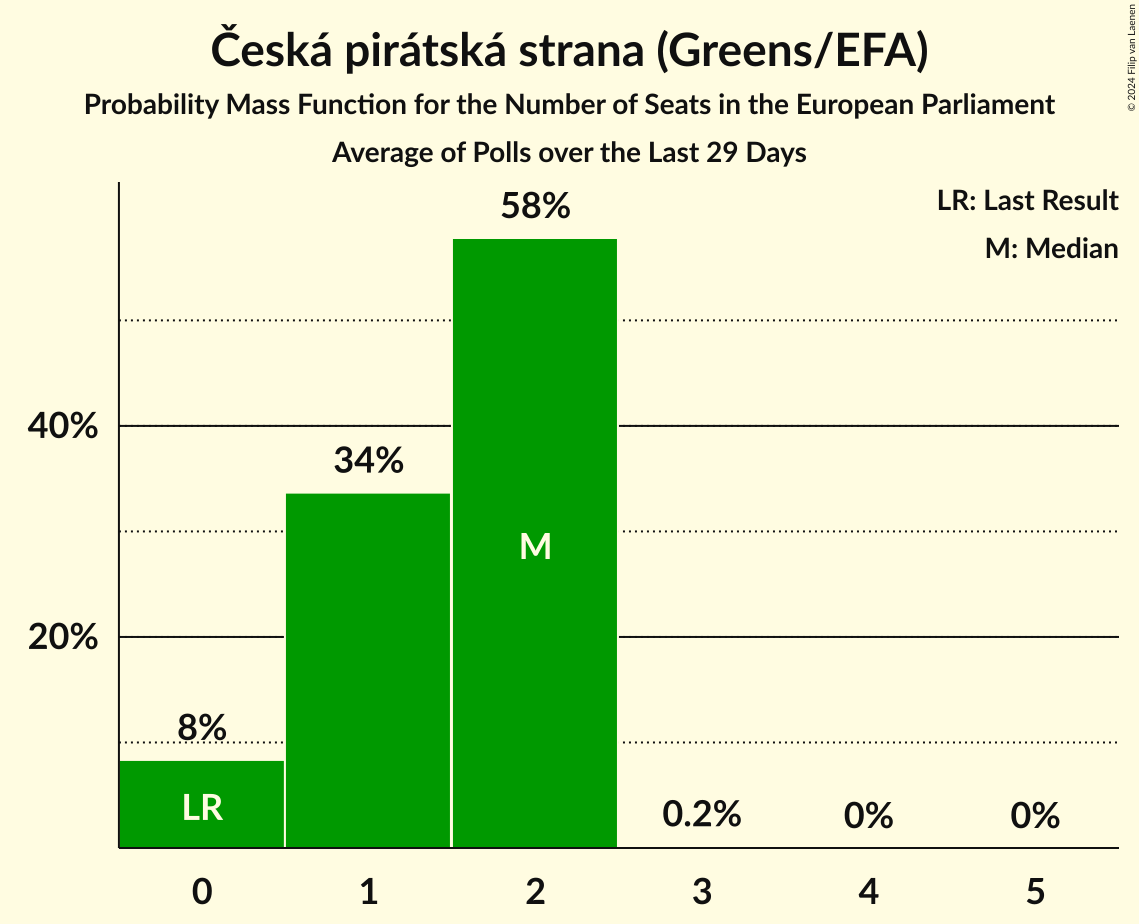 Česká pirátská strana (Greens/EFA)
Probability Mass Function for the Number of Seats in the European Parliament
Average of Polls over the Last 29 Days
© 2024 Filip van Laenen
LR: Last Result
M: Median
58%
40%
34%
M
20%
8%
LR
0.2%
0%
0%
0
1
2
3
4
5